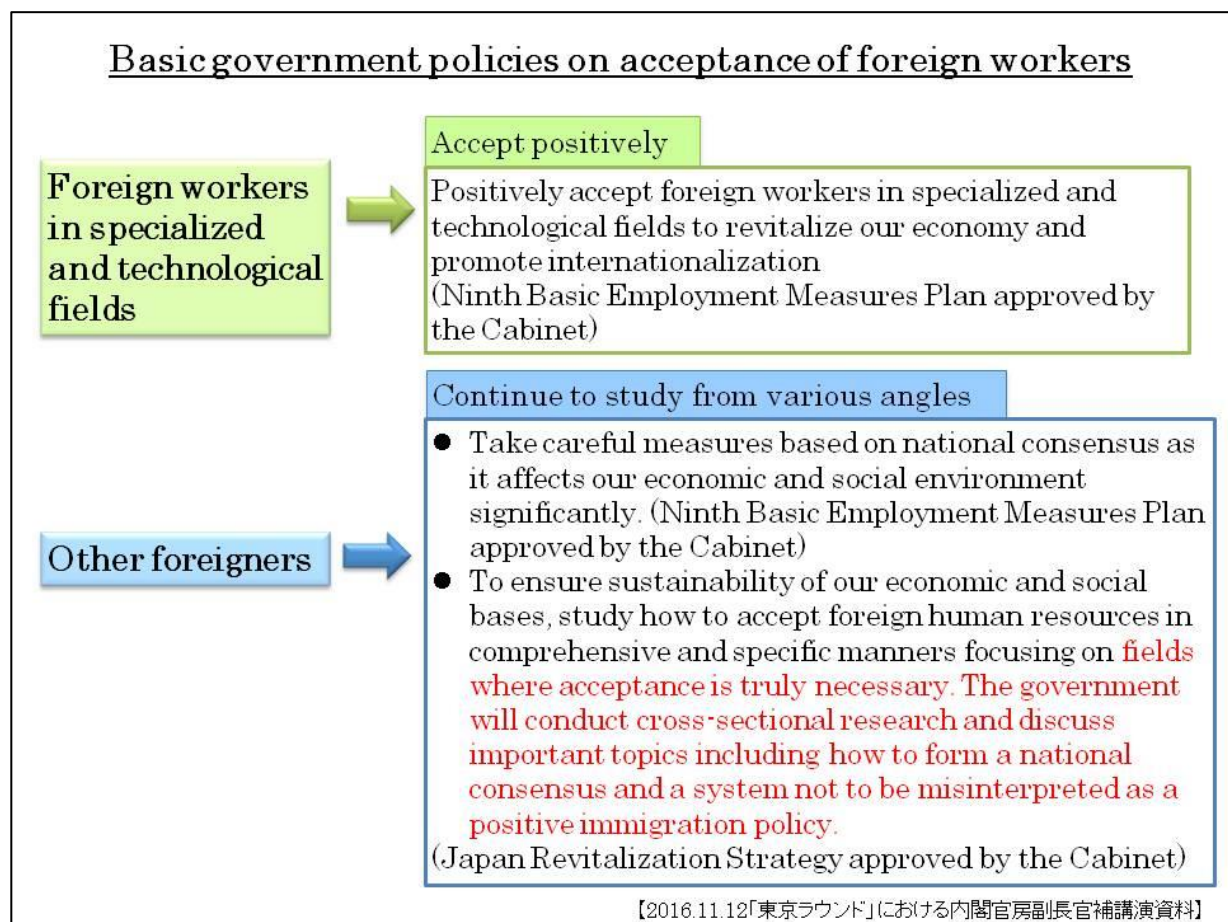 Basic government policies on acceptance of foreign workers
Foreign workers
in specialized
and technological
fields
Accept positively
Positively accept foreign workers in specialized and
technological fields to revitalize our economy and
promote internationalization
(Ninth Basic Employment Measures Plan approved by
the Cabinet)
Other foreigners
Continue to study from various angles
● Take careful measures based on national consensus as
it affects our economic and social environment
significantly. (Ninth Basic Employment Measures Plan
approved by the Cabinet)
● To ensure sustainability of our economic and social
bases, study how to accept foreign human resources in
comprehensive and specific manners focusing on fields
where acceptance is truly necessary. The government
will conduct cross-sectional research and discuss
important topics including how to form a national
consensus and a system not to be misinterpreted as a
positive immigration policy.
(Japan Revitalization Strategy approved by the Cabinet)
【2016.11.12「東京ラウンド」における内閣官房副長官補講演資料】